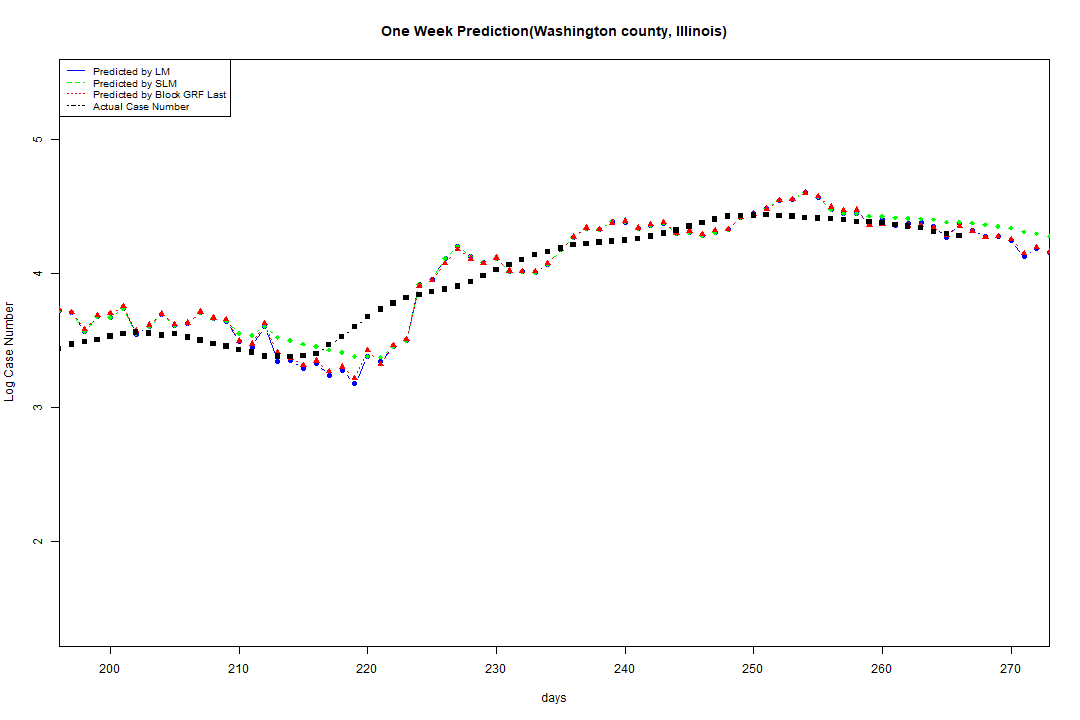 One Week Prediction(Washington county, Illinois)
Predicted by LM
Predicted by SLM
Predicted by Block GRF Last
Actual Case Number
5
4
3
2
Log Case Number
200 210 220 230 240 250 260 270
days